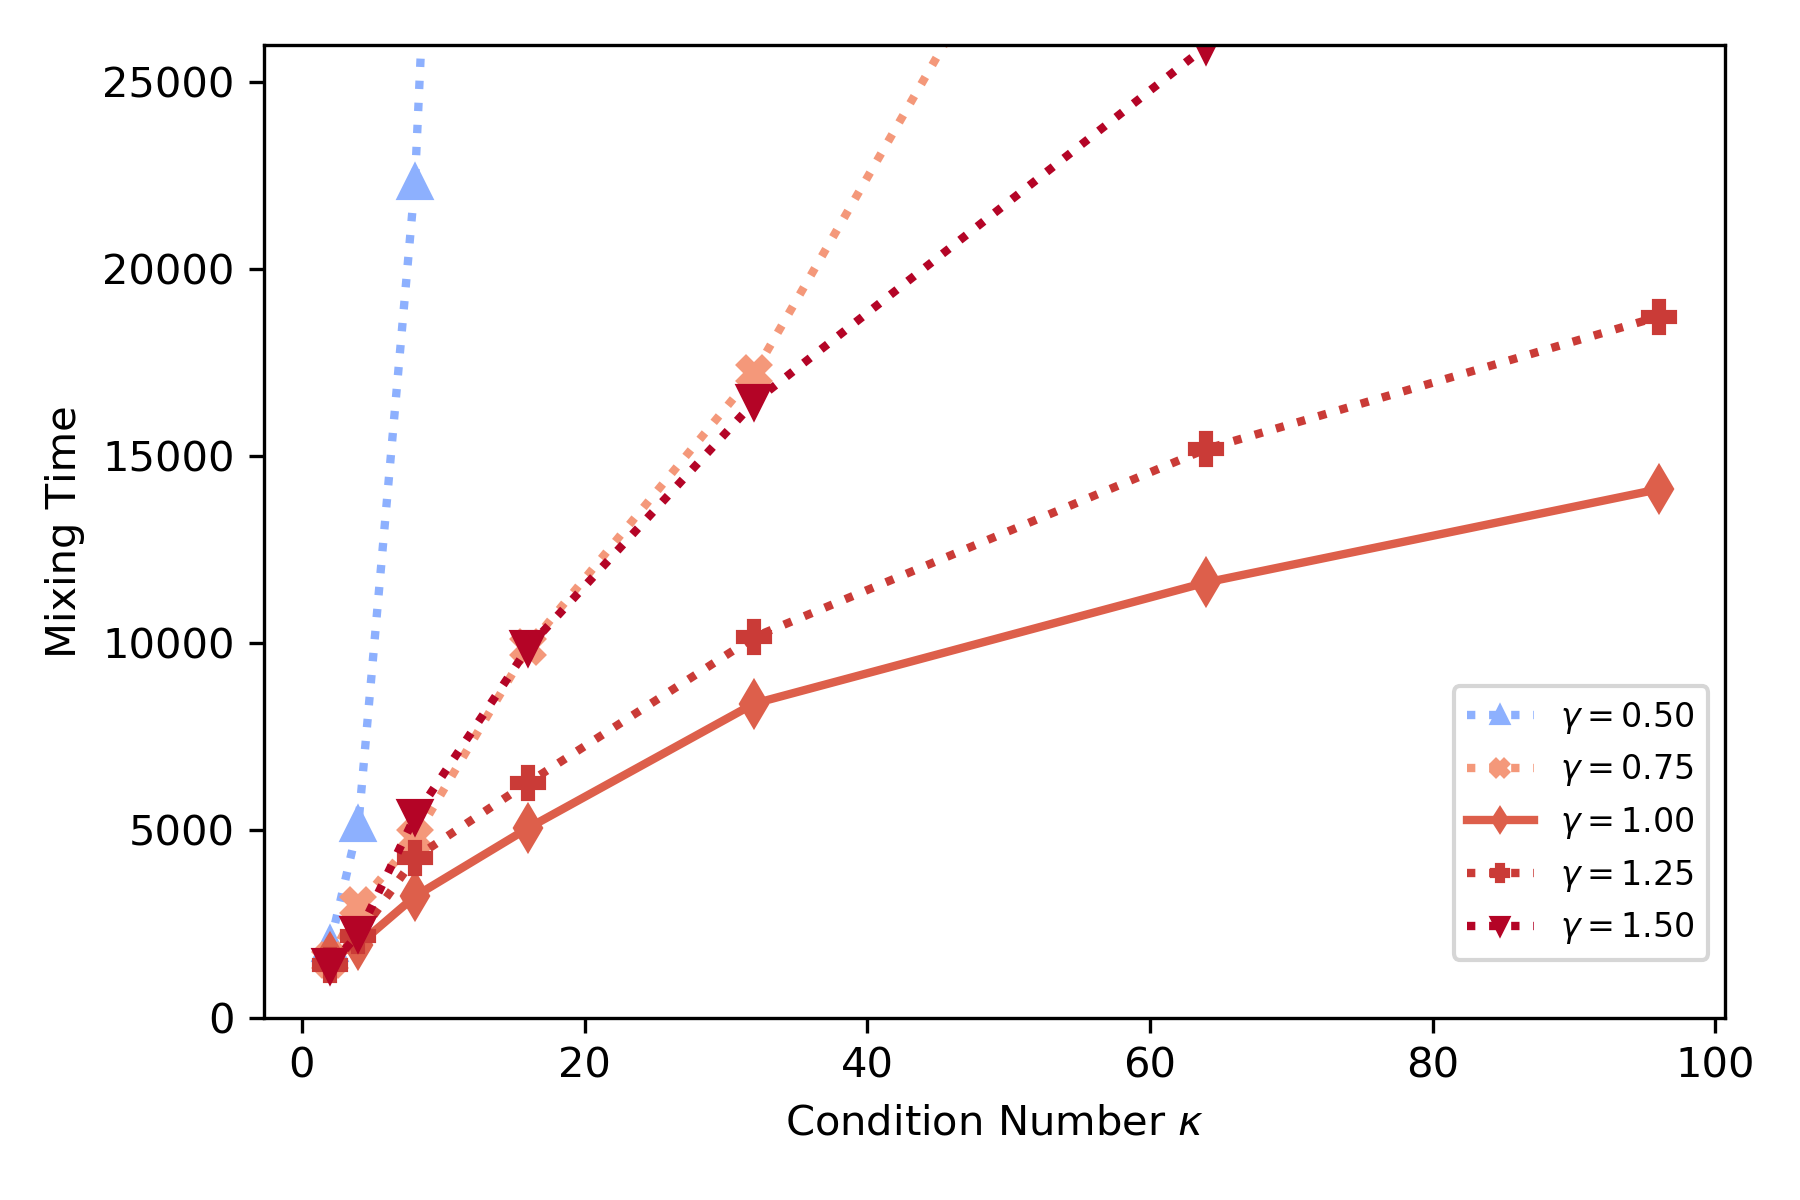 25000
20000
15000
10000
5000
0
Mixing Time
0 20 40 60 80 100
Condition Number κ
γ = 0.50
γ = 0.75
γ = 1.00
γ = 1.25
γ = 1.50